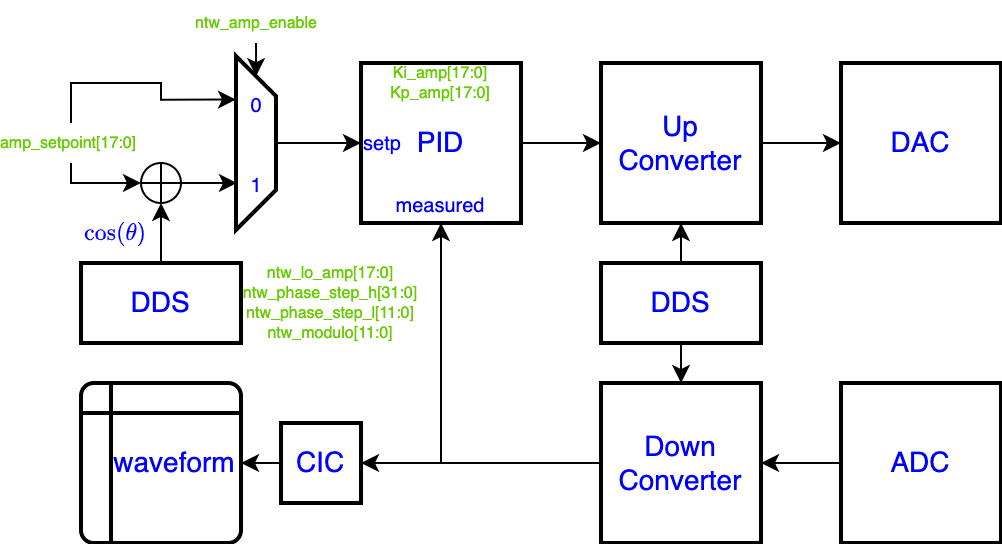 ntw_amp_enable
Ki_amp[17:0]
Kp_amp[17:0]
0
amp_setpoint[17:0]
setp
PID
Up
Converter
DAC
1
measured
cos(θ)
DDS
ntw_lo_amp[17:0]
ntw_phase_step_h[31:0]
ntw_phase_step_l[11:0]
ntw_modulo[11:0]
DDS
waveform
CIC
Down
Converter
ADC